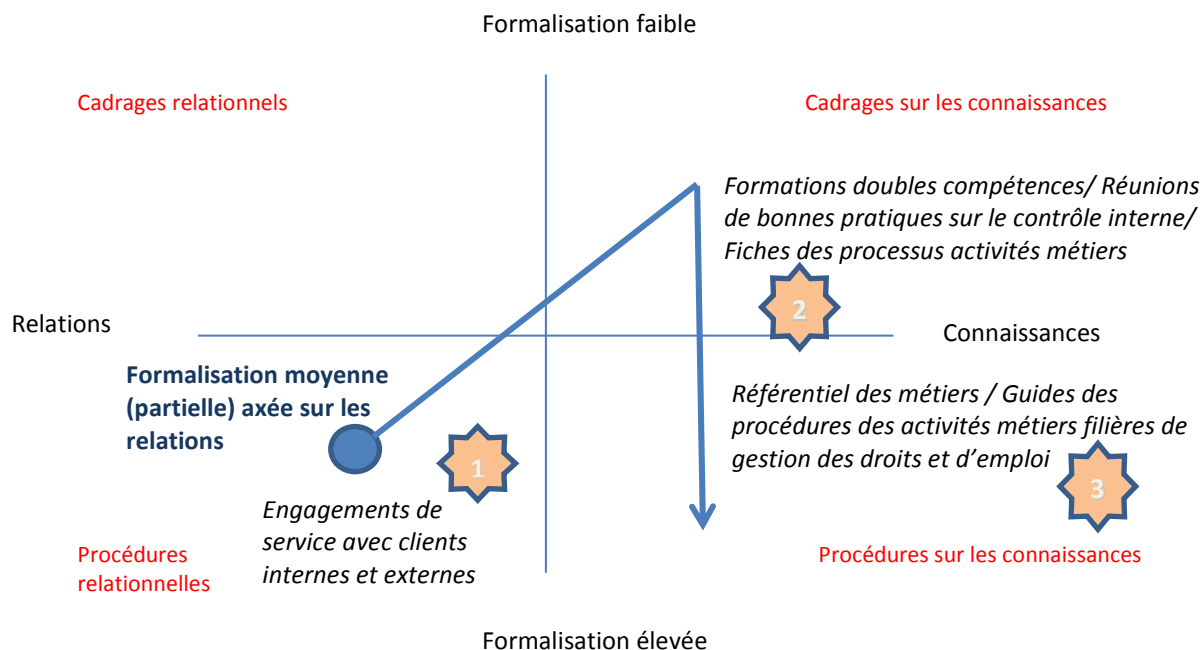 Formalisation faible
Cadrages relationnels
Cadrages sur les connaissances
Formations doubles compétences/ Réunions
de bonnes pratiques sur le contrôle interne/
Fiches des processus activités métiers
2
Relations
Connaissances
Formalisation moyenne
(partielle) axée sur les
relations
Référentiel des métiers / Guides des
procédures des activités métiers filières de
gestion des droits et d’emploi
1
3
Engagements de
service avec clients
internes et externes
Procédures
relationnelles
Procédures sur les connaissances
Formalisation élevée